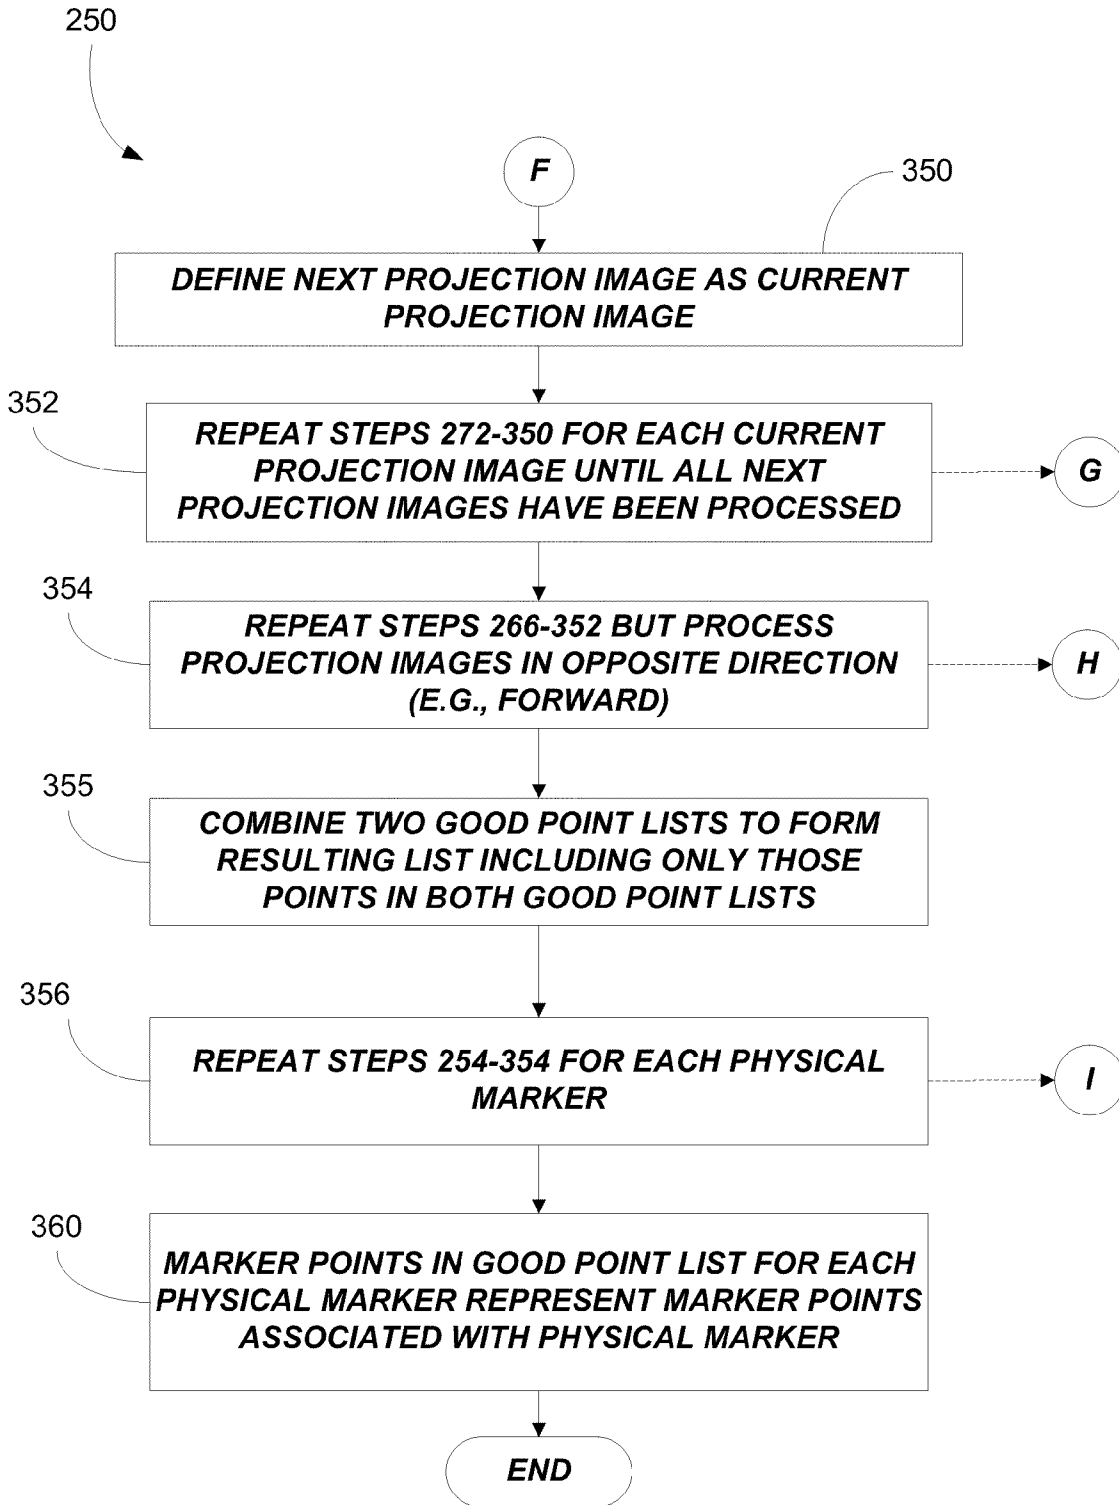 250
F
350
DEFINE NEXT PROJECTION IMAGE AS CURRENT
PROJECTION IMAGE
352
REPEAT STEPS 272-350 FOR EACH CURRENT
PROJECTION IMAGE UNTIL ALL NEXT
PROJECTION IMAGES HAVE BEEN PROCESSED
G
354
REPEAT STEPS 266-352 BUT PROCESS
PROJECTION IMAGES IN OPPOSITE DIRECTION
(E.G., FORWARD)
H
355
COMBINE TWO GOOD POINT LISTS TO FORM
RESULTING LIST INCLUDING ONLY THOSE
POINTS IN BOTH GOOD POINT LISTS
356
REPEAT STEPS 254-354 FOR EACH PHYSICAL
MARKER
I
360
MARKER POINTS IN GOOD POINT LIST FOR EACH
PHYSICAL MARKER REPRESENT MARKER POINTS
ASSOCIATED WITH PHYSICAL MARKER
END